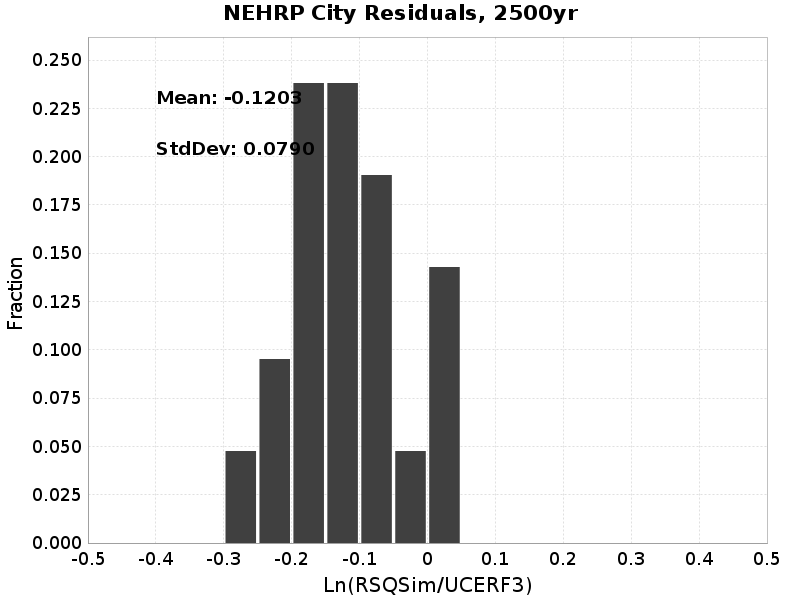 NEHRP City Residuals, 2500yr
0.250
Mean: -0.1203
0.225
StdDev: 0.0790
0.200
0.175
0.150
0.125
0.100
0.075
0.050
0.025
0.000
Fraction
-0.5 -0.4 -0.3 -0.2 -0.1 0 0.1 0.2 0.3 0.4 0.5
Ln(RSQSim/UCERF3)